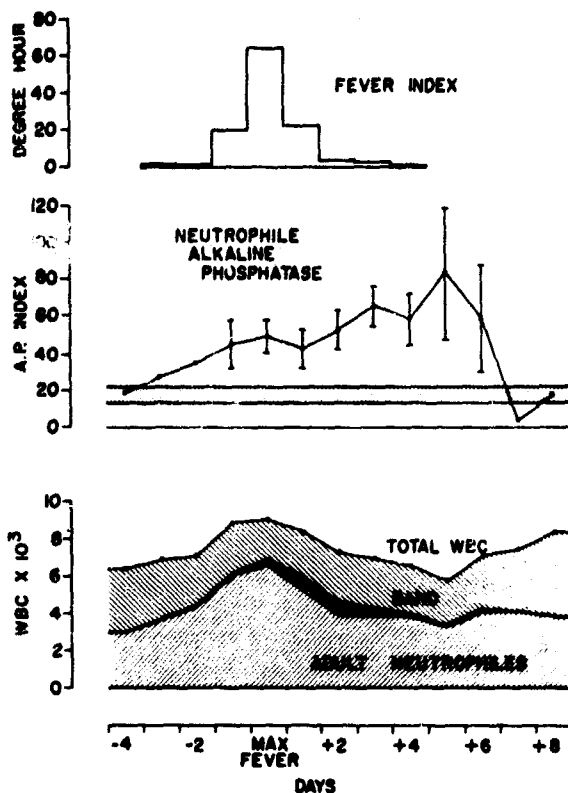 80
60
40
20
0
DEGREE HOUR
FEVER INDEX
120
80
60
40
20
0
A.P. INDEX
NEUTROPHILE
ALKALINE
PHOSPHATASE
10
8
6
4
2
0
WBC X 10³
TOTAL WBC
BAND
ADULT NEUTROPHILES
-4 -2 MAX FEVER +2 +4 +6 +8
DAYS